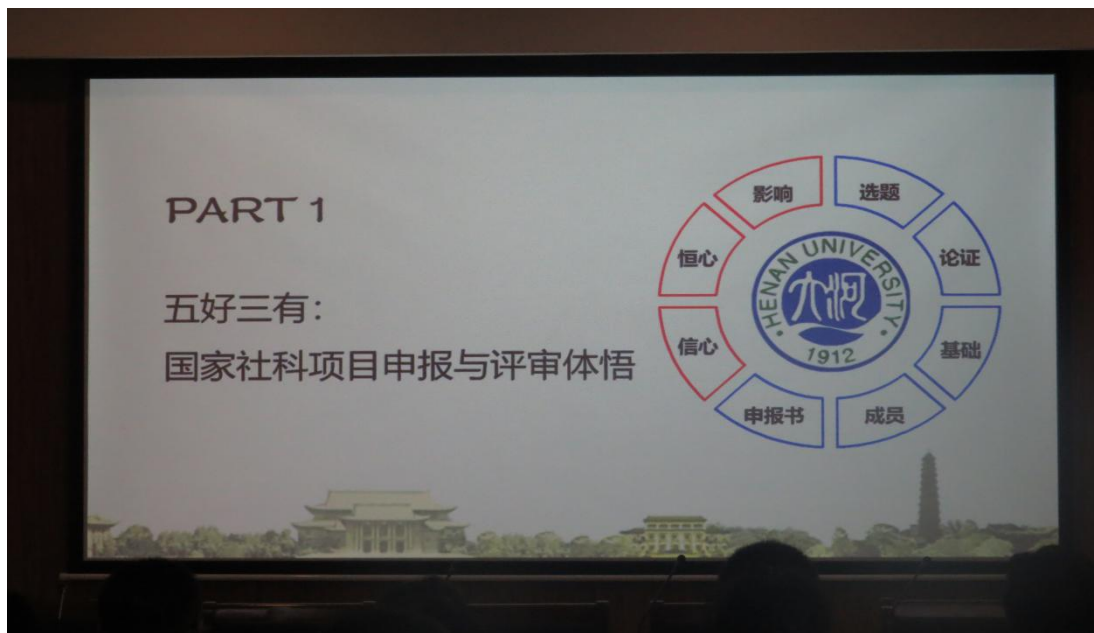 PART 1
五好三有：
国家社科项目申报与评审体悟
影响
选题
论证
基础
成员
申报书
信心
恒心
HENAN UNIVERSITY
河大
1912